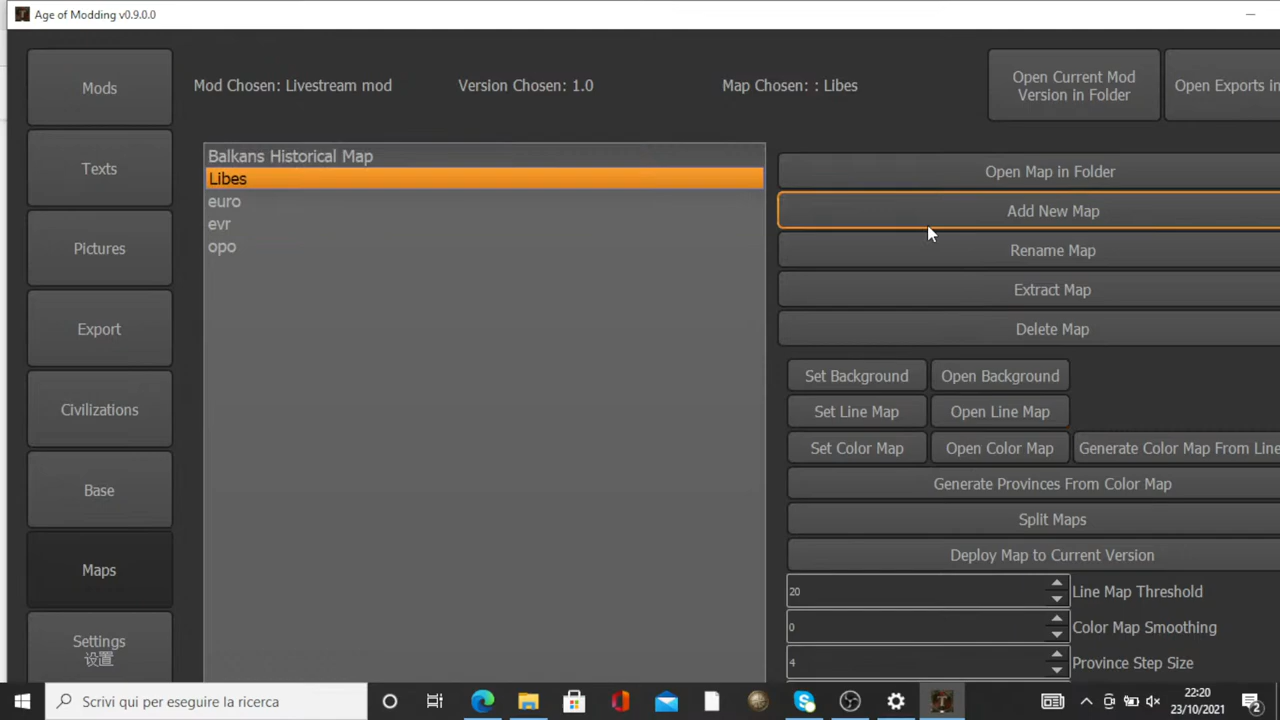 Age of Modding v0.9.0.0
Mods
Mod Chosen: Livestream mod
Version Chosen: 1.0
Map Chosen: : Libes
Open Current Mod
Version in Folder
Open Exports in
Texts
Pictures
Export
Civilizations
Base
Maps
Settings
设置
Balkans Historical Map
Libes
euro
evr
opo
Open Map in Folder
Add New Map
Rename Map
Extract Map
Delete Map
Set Background
Open Background
Set Line Map
Open Line Map
Set Color Map
Open Color Map
Generate Color Map From Line
Generate Provinces From Color Map
Split Maps
Deploy Map to Current Version
20
Line Map Threshold
0
Color Map Smoothing
4
Province Step Size
Scrivi qui per eseguire la ricerca
22:20
23/10/2021
2